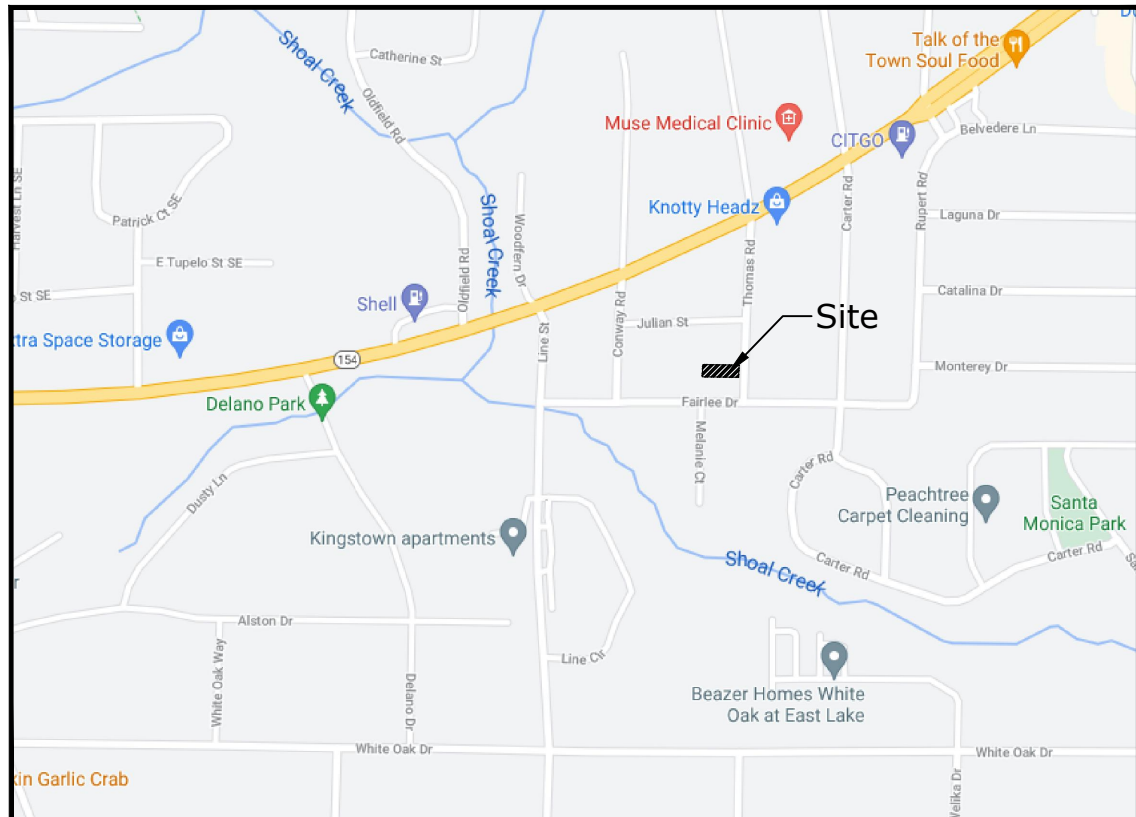 Shoal Creek
Catherine St
Oldfield Rd
Talk of the
Town Soul Food
Muse Medical Clinic
CITGO
Belvedere Ln
Harvest Ln SE
Patrick Ct SE
Knotty Headz
Carter Rd
Rupert Rd
Laguna Dr
Shoal Creek
Woodfern Dr
E Tupelo St SE
Oldfield Rd
Thomas Rd
o St SE
Shell
Catalina Dr
Conway Rd
Julian St
Site
Line St
xtra Space Storage
154
Monterey Dr
Delano Park
Fairlee Dr
Melanie Ct
Dusty Ln
Carter Rd
Peachtree
Carpet Cleaning
Santa
Monica Park
Kingstown apartments
Shoal Creek
Carter Rd
Carter Rd
Alston Dr
White Oak Way
Line Cir
Delano Dr
Beazer Homes White
Oak at East Lake
White Oak Dr
White Oak Dr
kin Garlic Crab
Welika Dr